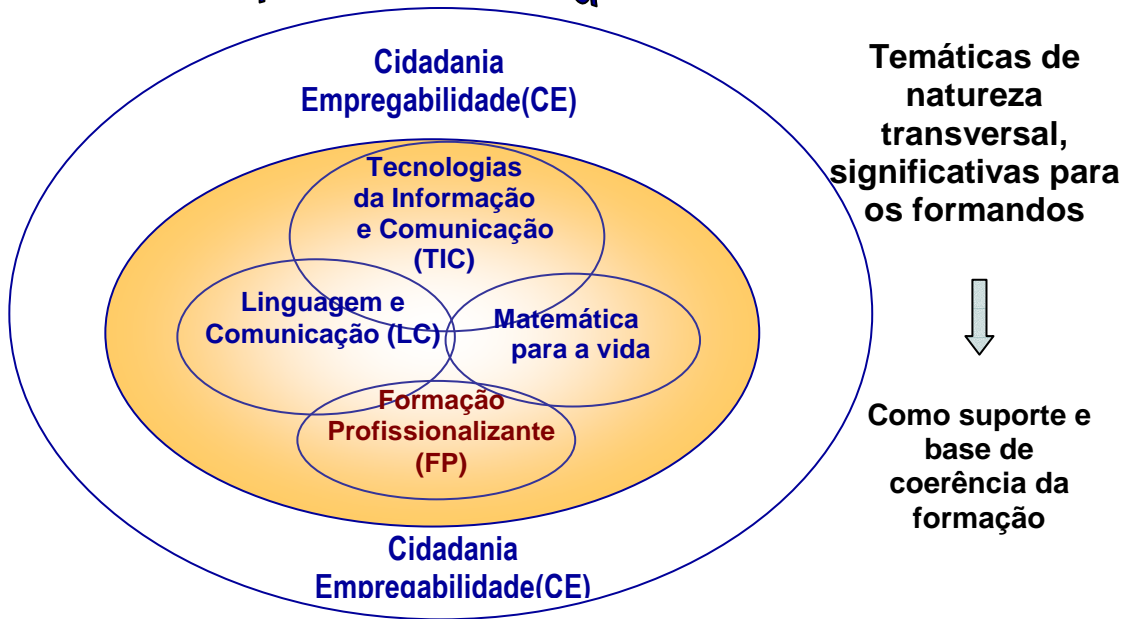 Cidadania
Empregabilidade(CE)
Tecnologias
da Informação
e Comunicação
(TIC)
Linguagem e
Comunicação (LC)
Matemática
para a vida
Formação
Profissionalizante
(FP)
Cidadania
Empregabilidade(CE)
Temáticas de
natureza
transversal,
significativas para
os formandos
Como suporte e
base de
coerência da
formação